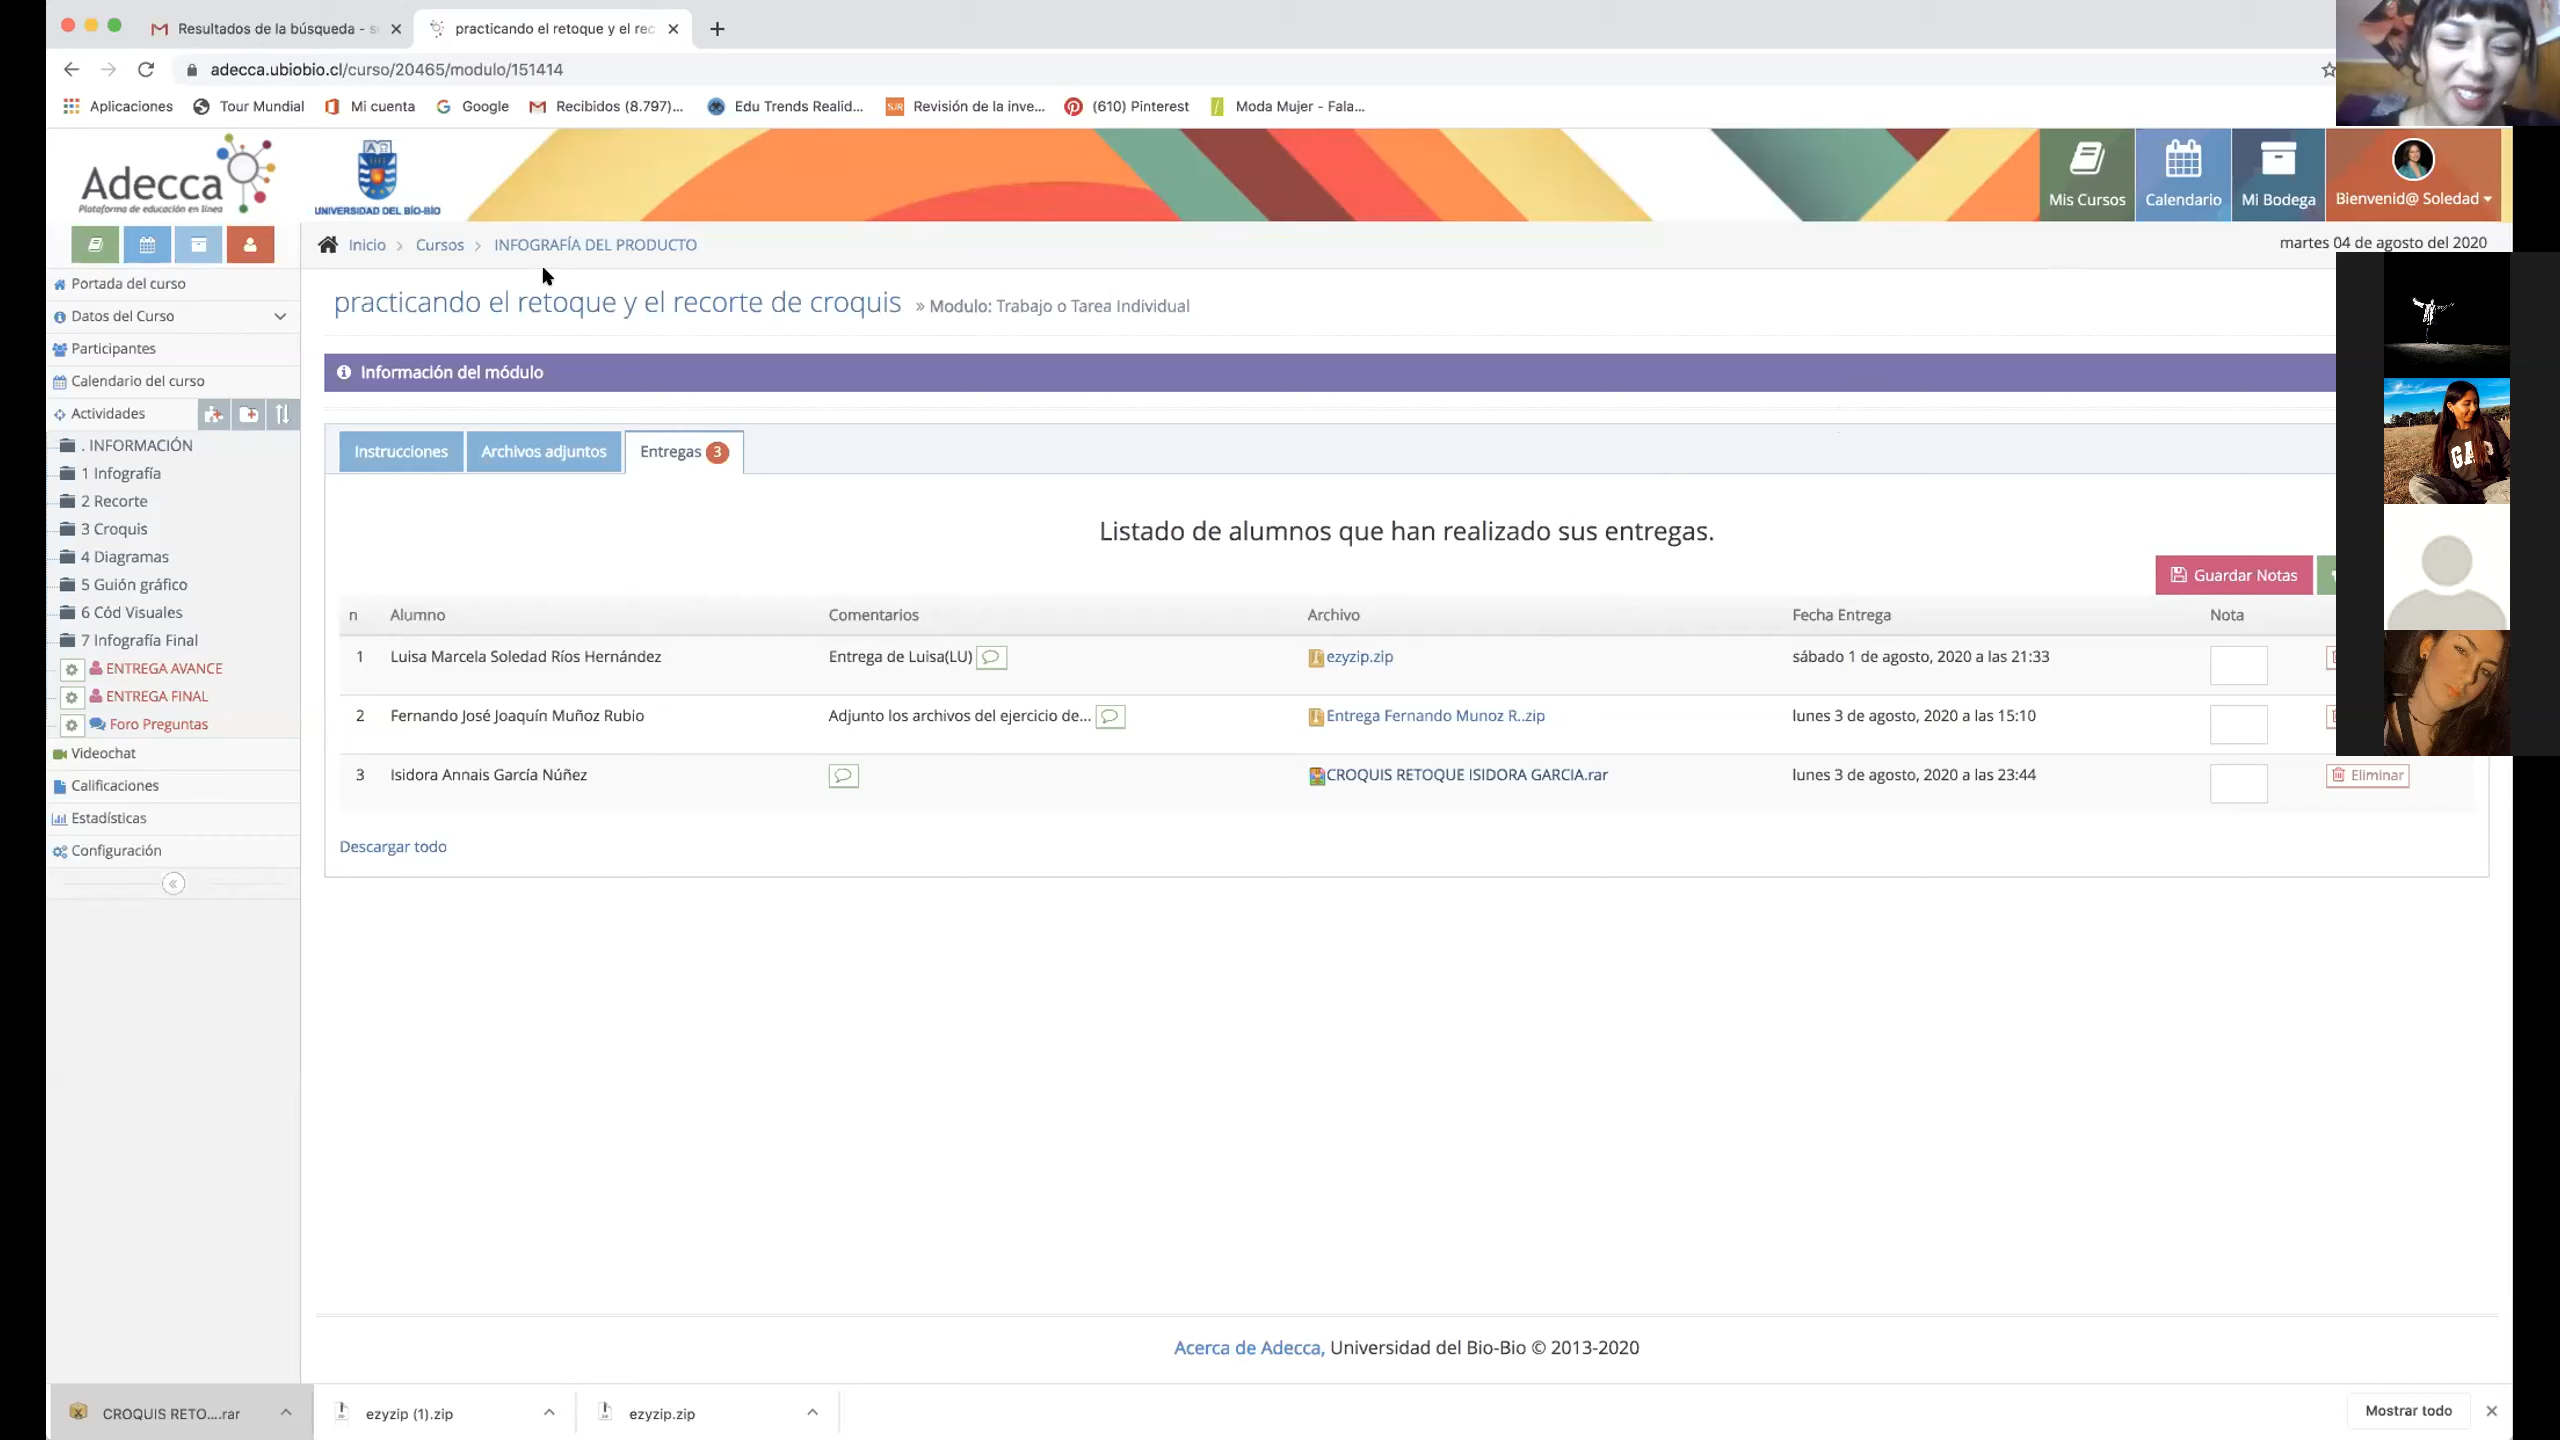 Resultados de la búsqueda - s
practicando el retoque y el rec
adecca.ubiobio.cl/curso/20465/modulo/151414
Aplicaciones
Tour Mundial
Mi cuenta
Google
Recibidos (8.797)...
Edu Trends Realid...
SJR
Revisión de la inve...
(610) Pinterest
Moda Mujer - Fala...
Adecca
Plataforma de educación en línea
UNIVERSIDAD DEL BÍO-BÍO
Mis Cursos
Calendario
Mi Bodega
Bienvenid@ Soledad
Inicio > Cursos > INFOGRAFÍA DEL PRODUCTO
martes 04 de agosto del 2020
Portada del curso
Datos del Curso
Participantes
Calendario del curso
Actividades
. INFORMACIÓN
1 Infografía
2 Recorte
3 Croquis
4 Diagramas
5 Guión gráfico
6 Cód Visuales
7 Infografía Final
ENTREGA AVANCE
ENTREGA FINAL
Foro Preguntas
Videochat
Calificaciones
Estadísticas
Configuración
practicando el retoque y el recorte de croquis » Modulo: Trabajo o Tarea Individual
Información del módulo
Instrucciones
Archivos adjuntos
Entregas 3
Listado de alumnos que han realizado sus entregas.
Guardar Notas
n Alumno Comentarios Archivo Fecha Entrega Nota
1 Luisa Marcela Soledad Ríos Hernández Entrega de Luisa(LU) ezyzip.zip sábado 1 de agosto, 2020 a las 21:33
2 Fernando José Joaquín Muñoz Rubio Adjunto los archivos del ejercicio de... Entrega Fernando Munoz R..zip lunes 3 de agosto, 2020 a las 15:10
3 Isidora Annais García Núñez CROQUIS RETOQUE ISIDORA GARCIA.rar lunes 3 de agosto, 2020 a las 23:44 Eliminar
Descargar todo
Acerca de Adecca, Universidad del Bio-Bio © 2013-2020
CROQUIS RETO....rar
ezyzip (1).zip
ezyzip.zip
Mostrar todo